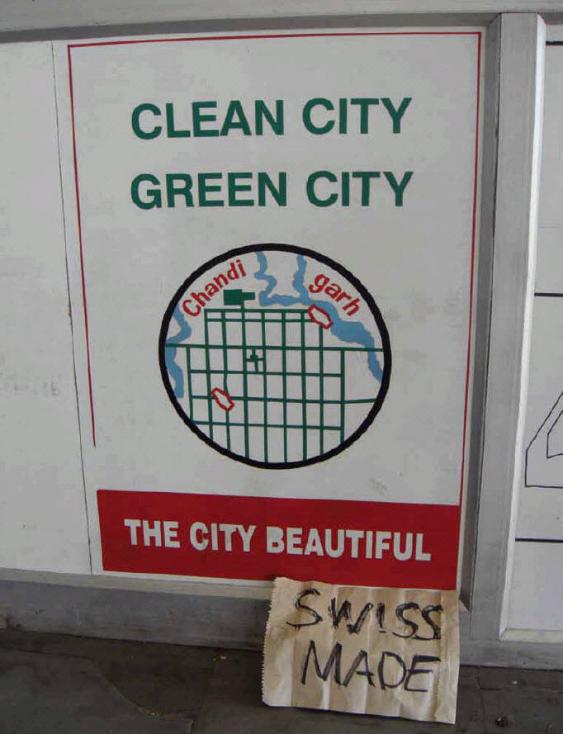 CLEAN CITY
GREEN CITY
Chandi garh
THE CITY BEAUTIFUL
SWISS
MADE